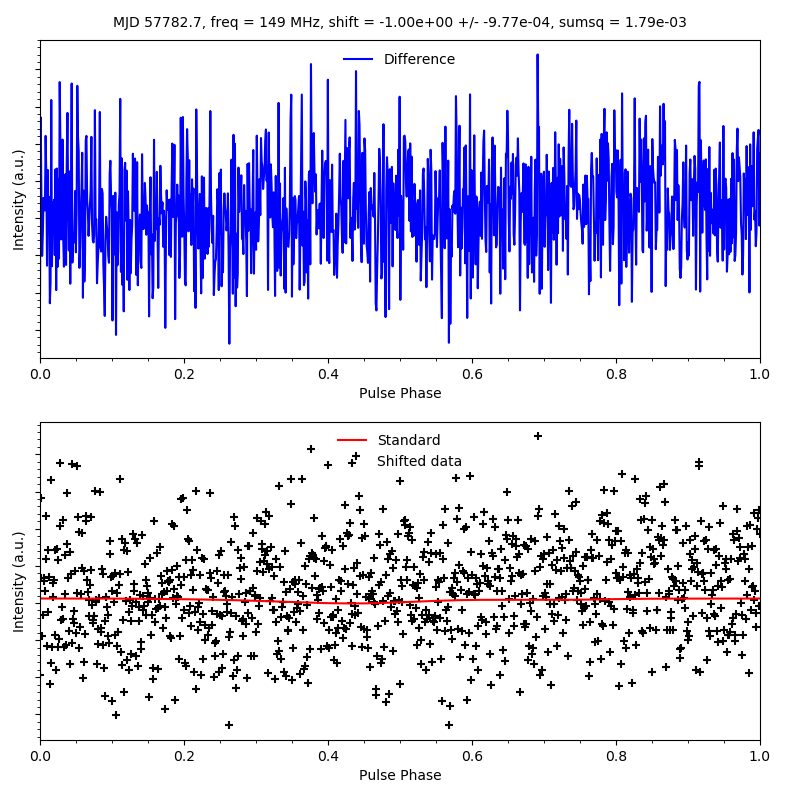 MJD 57782.7, freq = 149 MHz, shift = -1.00e+00 +/- -9.77e-04, sumsq = 1.79e-03
Difference
Intensity (a.u.)
0.0 0.2 0.4 0.6 0.8 1.0
Pulse Phase
Standard
Shifted data
Intensity (a.u.)
0.0 0.2 0.4 0.6 0.8 1.0
Pulse Phase